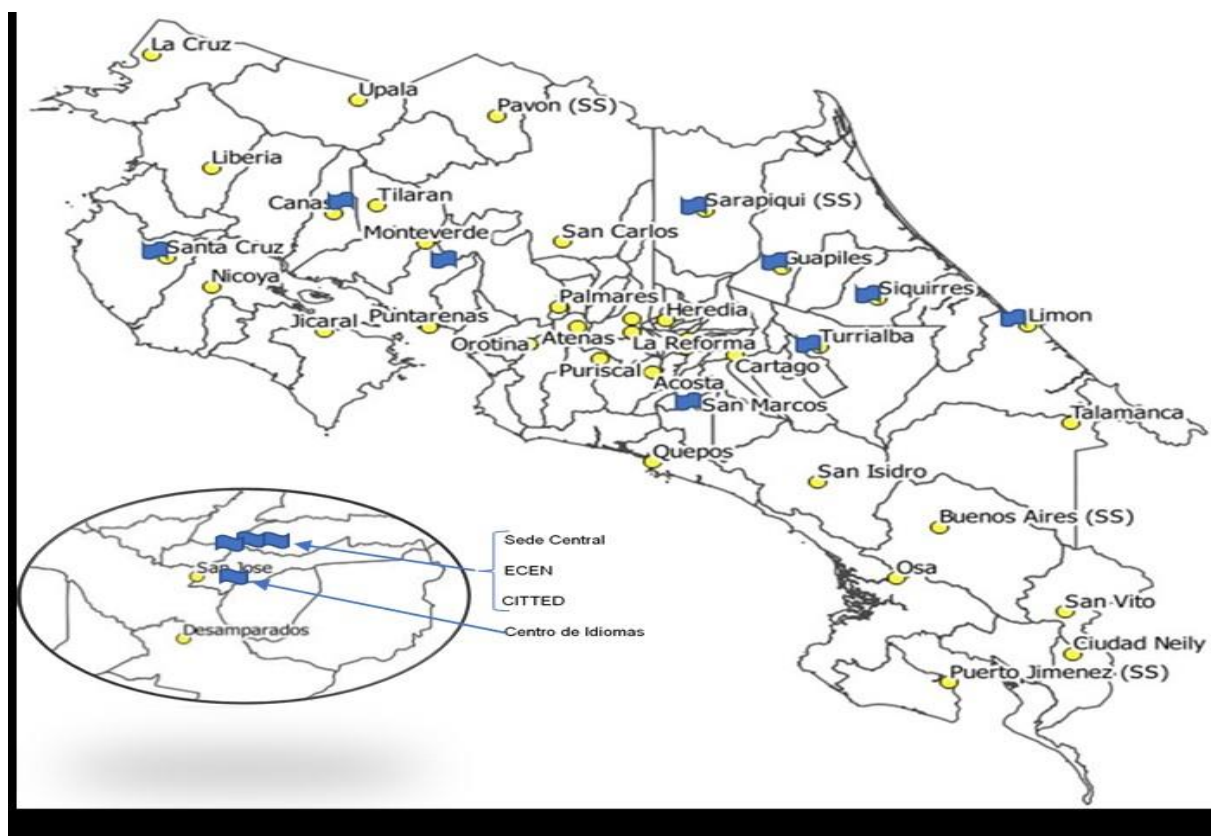 La Cruz
Upala
Pavon (SS)
Liberia
Canas
Tilaran
Sarapiqui (SS)
Monteverde
San Carlos
Santa Cruz
Guapiles
Nicoya
Siquirres
Palmares
Heredia
Jicaral
Puntarenas
Limon
Orotina
Atenas
La Reforma
Turrialba
Puriscal
Cartago
Acosta
San Marcos
Talamanca
Quepos
San Isidro
Buenos Aires (SS)
Osa
San Vito
Ciudad Neily
Puerto Jimenez (SS)
San Jose
Desamparados
Sede Central
ECEN
CITTED
Centro de Idiomas